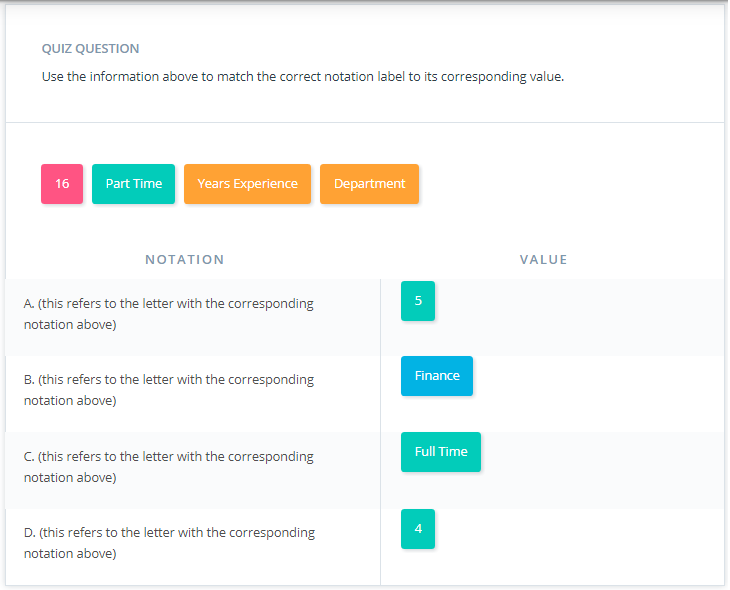 QUIZ QUESTION
Use the information above to match the correct notation label to its corresponding value.
16
Part Time
Years Experience
Department
NOTATION
VALUE
A. (this refers to the letter with the corresponding
notation above)
5
B. (this refers to the letter with the corresponding
notation above)
Finance
C. (this refers to the letter with the corresponding
notation above)
Full Time
D. (this refers to the letter with the corresponding
notation above)
4